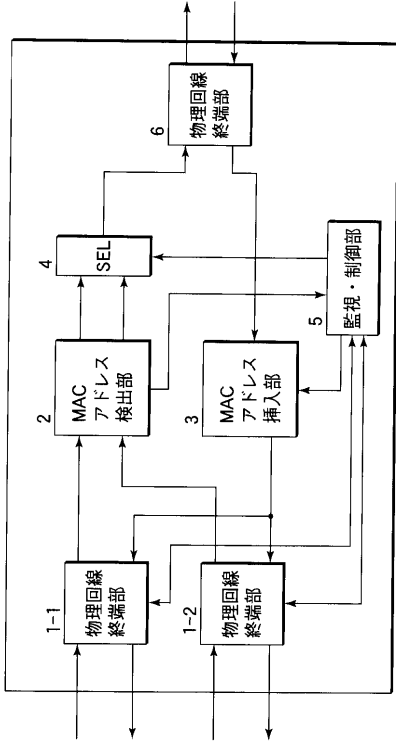 1-1
物理回線
終端部
1-2
物理回線
終端部
2
MAC
アドレス
検出部
3
MAC
アドレス
挿入部
4
SEL
5
監視・制御部
6
物理回線
終端部